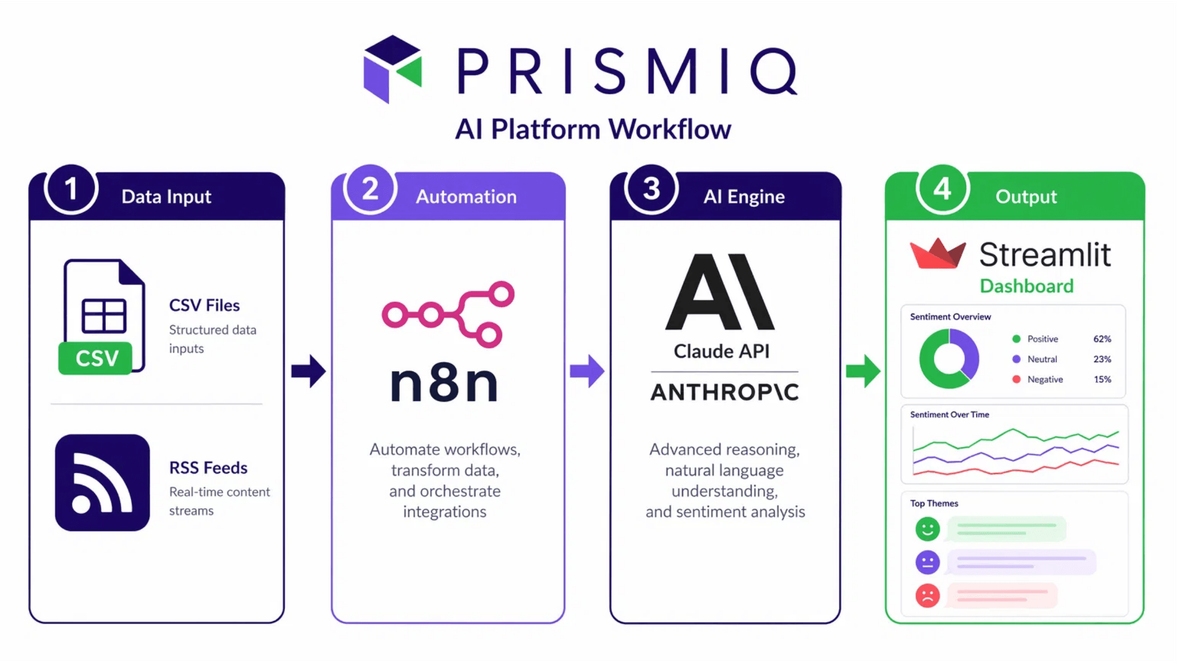 PRISMIQ
AI Platform Workflow
1
Data Input
CSV
CSV Files
Structured data
inputs
RSS Feeds
Real-time content
streams
2
Automation
n8n
Automate workflows,
transform data,
and orchestrate
integrations
3
AI Engine
AI
Claude API
ANTHROP\C
Advanced reasoning,
natural language
understanding,
and sentiment analysis
4
Output
Streamlit
Dashboard
Sentiment Overview
Positive 62%
Neutral 23%
Negative 15%
Sentiment Over Time
Top Themes